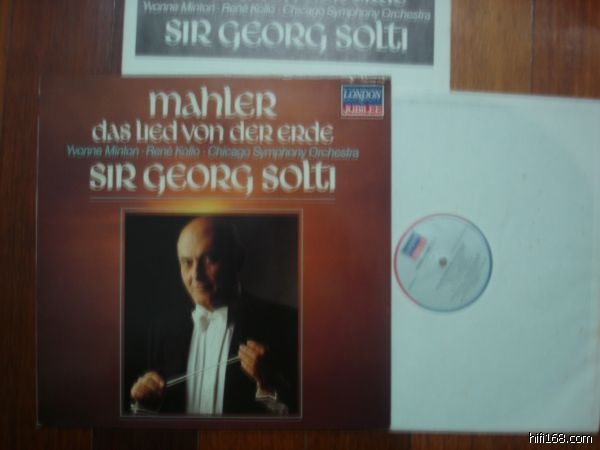 Yvonne Minton · René Kollo · Chicago Symphony Orchestra
SIR GEORG SOLTI
mahler
das Lied von der erde
Yvonne Minton · René Kollo · Chicago Symphony Orchestra
SIR GEORG SOLTI
LONDON
JUBILEE
hifi168.com